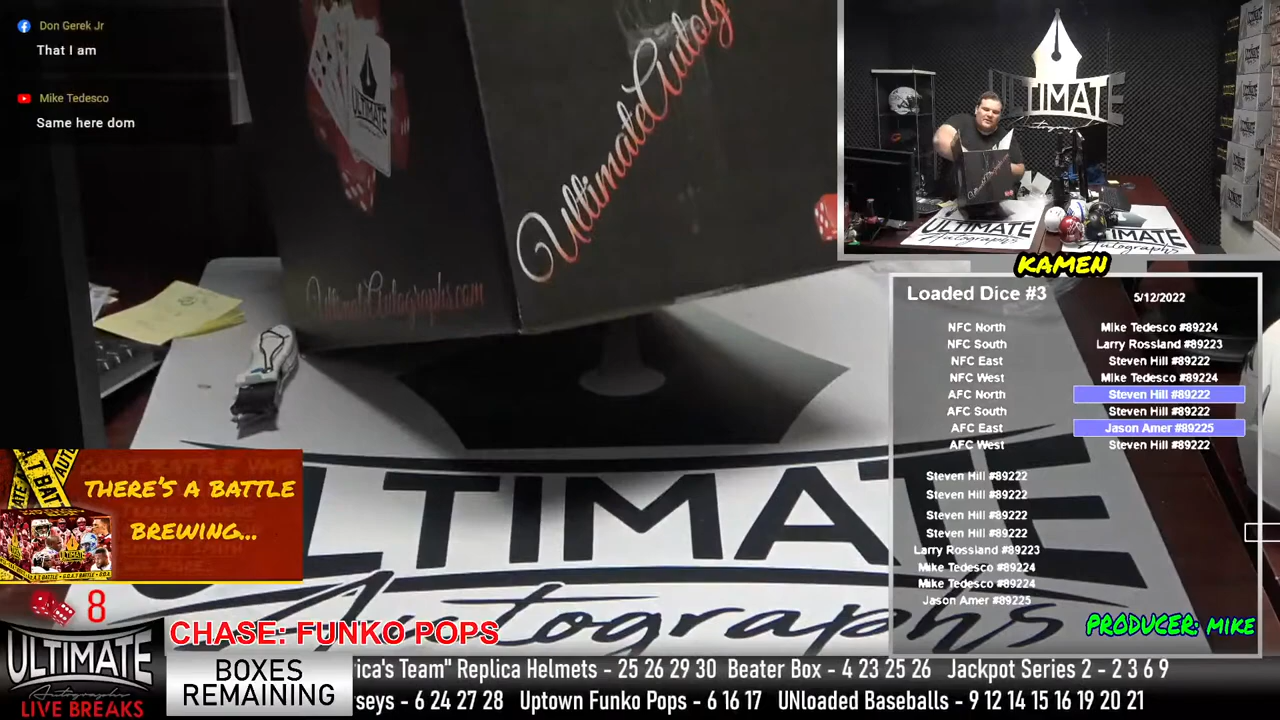 Don Gerek Jr
That I am
Mike Tedesco
Same here dom
ULTIMATE
UltimateAutog
UltimateAutographs.com
ULTIMATE
Autographs
ULTIMATE
Autographs
ULTIMATE
KAMEN
Loaded Dice #3
5/12/2022
NFC North Mike Tedesco #89224
NFC South Larry Rossland #89223
NFC East Steven Hill #89222
NFC West Mike Tedesco #89224
AFC North Steven Hill #89222
AFC South Steven Hill #89222
AFC East Jason Amer #89225
AFC West Steven Hill #89222
Steven Hill #89222
Steven Hill #89222
Steven Hill #89222
Steven Hill #89222
Larry Rossland #89223
Mike Tedesco #89224
Mike Tedesco #89224
Jason Amer #89225
PRODUCER: MIKE
THERE'S A BATTLE
BREWING...
LTIMATE
Autographs
8
CHASE: FUNKO POPS
ULTIMATE
Autographs
LIVE BREAKS
BOXES
REMAINING
ica's Team" Replica Helmets - 25 26 29 30 Beater Box - 4 23 25 26 Jackpot Series 2 - 2 3 6 9
seys - 6 24 27 28 Uptown Funko Pops - 6 16 17 UNloaded Baseballs - 9 12 14 15 16 19 20 21